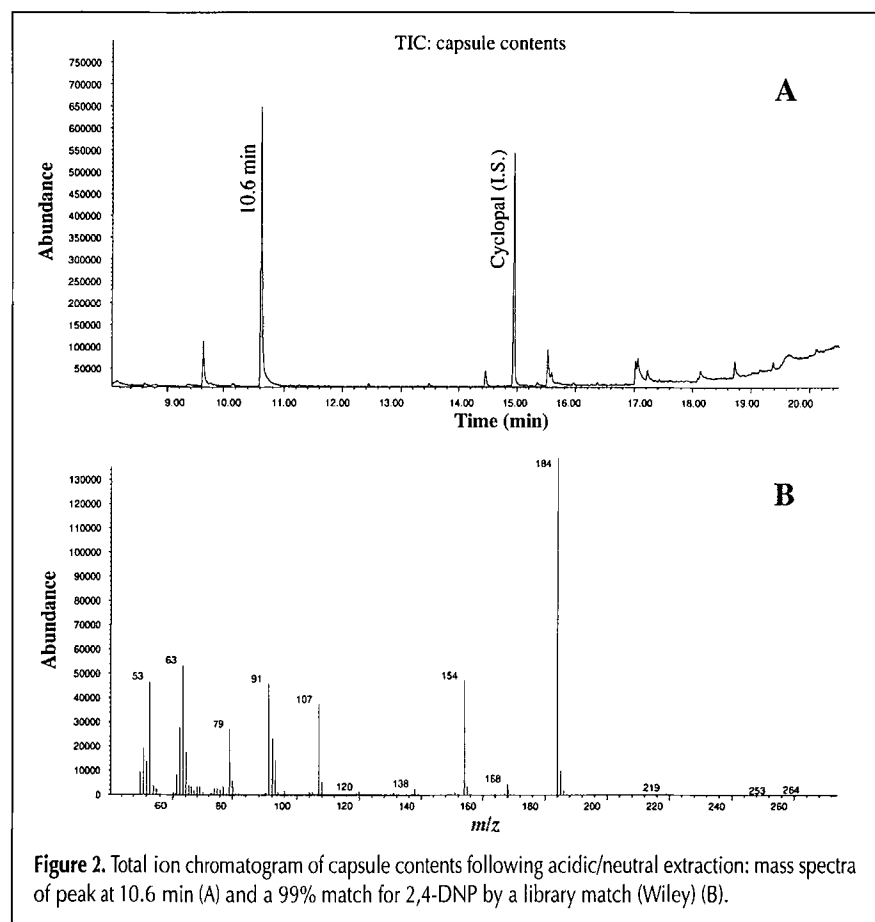 TIC: capsule contents
A
Abundance
750000
700000
650000
600000
550000
500000
450000
400000
350000
300000
250000
200000
150000
100000
50000
10.6 min
Cyclopal (I.S.)
9.00 10.00 11.00 12.00 13.00 14.00 15.00 16.00 17.00 18.00 19.00 20.00
Time (min)
B
Abundance
130000
120000
110000
100000
90000
80000
70000
60000
50000
40000
30000
20000
10000
0
53 63 79 91 107 120 138 154 168 184 219 253 264
60 80 100 120 140 160 180 200 220 240 260
m/z
Figure 2. Total ion chromatogram of capsule contents following acidic/neutral extraction: mass spectra
of peak at 10.6 min (A) and a 99% match for 2,4-DNP by a library match (Wiley) (B).